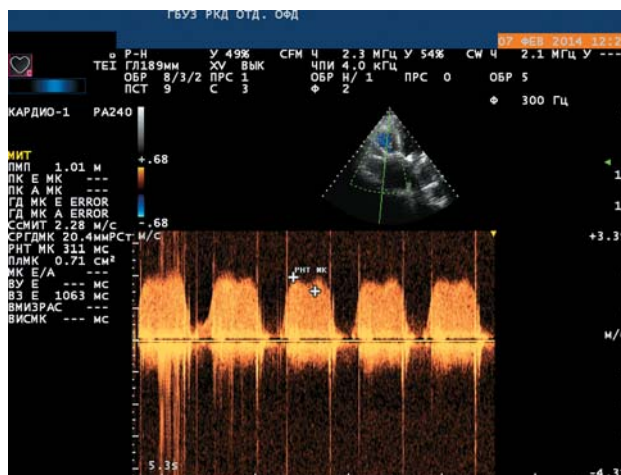 ГБУЗ РКД ОТД. ОФД
07 ФЕВ 2014 12:2
P-H У 49% CFM Ч 2.3 МГц У 54% CW Ч 2.1 МГц У ---
TEI ГЛ189мм XV ВЫК ЧПИ 4.0 кГц
ОБР 8/3/2 ПРС 1 ОБР Н/ 1 ПРС 0 ОБР 5
ПСТ 9 С 3 Ф 2
Ф 300 Гц
КАРДИО-1 PA240
МИТ
ПМП 1.01 М
ПК Е МК ---
ПК А МК ---
ГД МК Е ERROR
ГД МК А ERROR
СсМИТ 2.28 м/с
СРГДМК 20.4ммРСт
РНТ МК 311 мс
ПлМК 0.71 см²
МК Е/А ---
ВУ Е --- мс
ВЗ Е 1063 мс
ВМИЗРАС ---
ВИСМК --- мс
+.68
-.68
м/с
1
1
+3.3
РНТ МК
м/
5.3s
-4.3